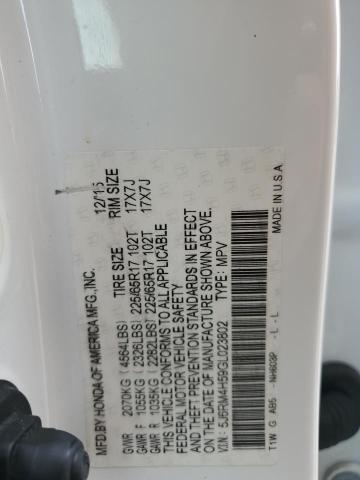 MFD.BY HONDA OF AMERICA MFG.,INC. 12/15
TIRE SIZE RIM SIZE
GVWR 2070KG (4564LBS)
GAWR F 1055KG (2326LBS) 225/65R17 102T 17X7J
GAWR R 1035KG (2282LBS) 225/65R17 102T 17X7J
THIS VEHICLE CONFORMS TO ALL APPLICABLE
FEDERAL MOTOR VEHICLE SAFETY
AND THEFT PREVENTION STANDARDS IN EFFECT
ON THE DATE OF MANUFACTURE SHOWN ABOVE.
V.I.N.: 5J6RM4H59GL023802 TYPE: MPV
T1W G AB5 -NH603P -L -L MADE IN U.S.A.